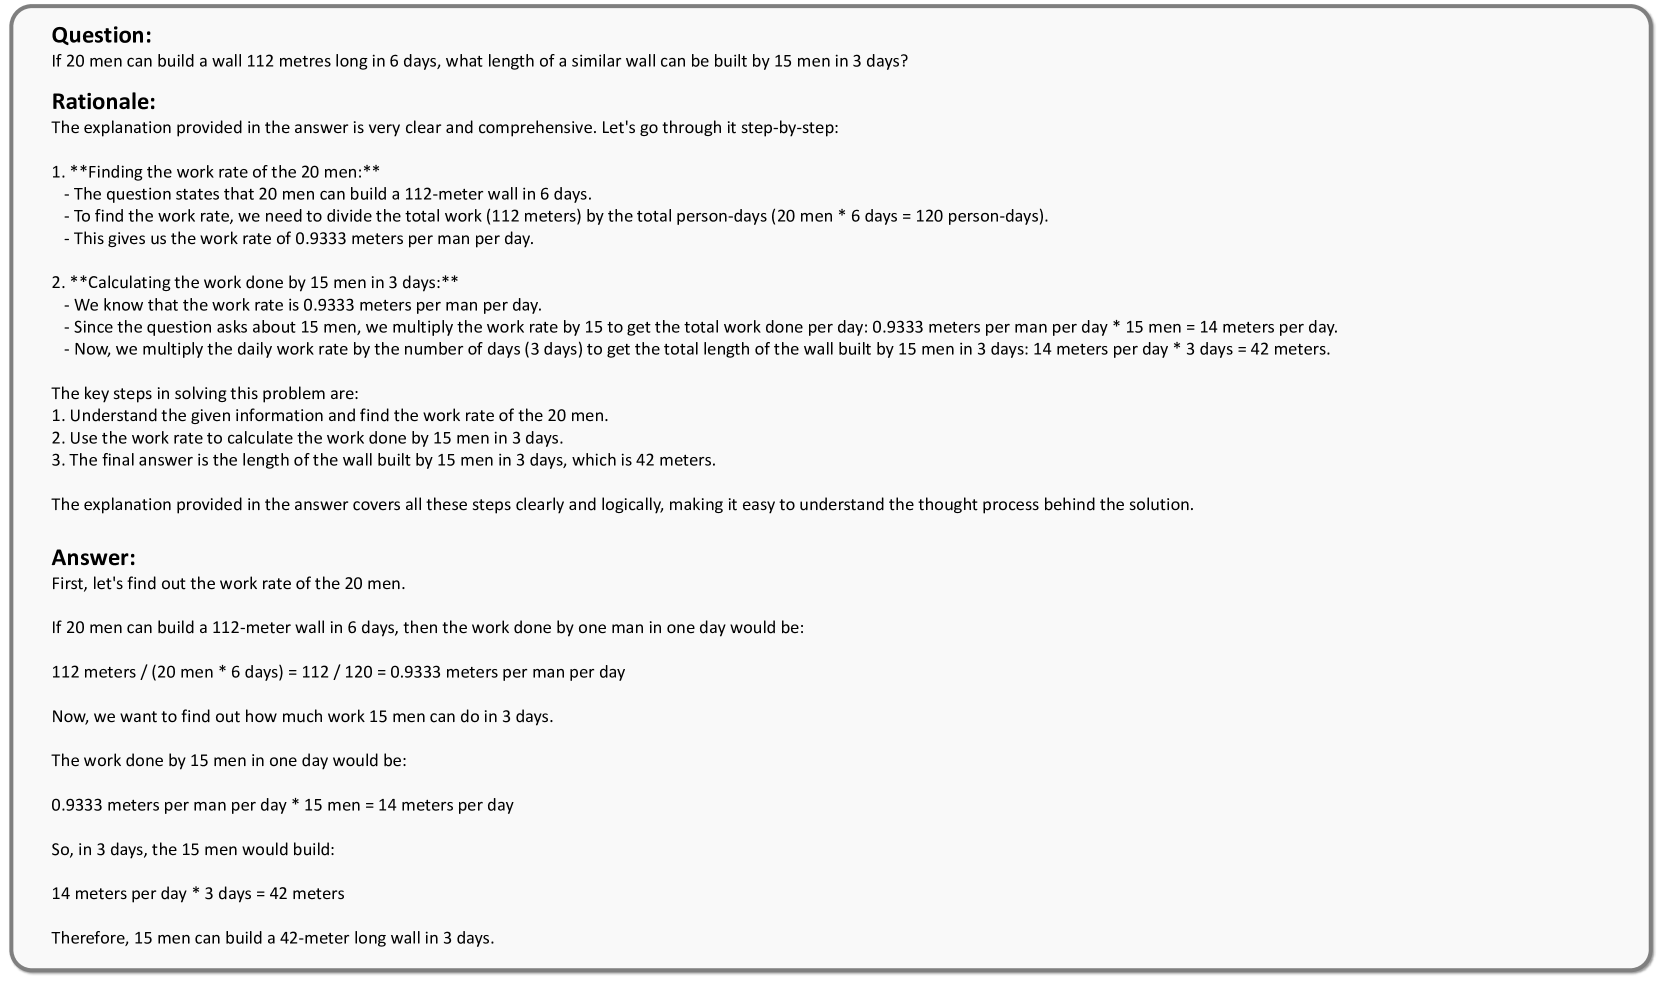 Question:
If 20 men can build a wall 112 metres long in 6 days, what length of a similar wall can be built by 15 men in 3 days?
Rationale:
The explanation provided in the answer is very clear and comprehensive. Let's go through it step-by-step:
1. **Finding the work rate of the 20 men:**
- The question states that 20 men can build a 112-meter wall in 6 days.
- To find the work rate, we need to divide the total work (112 meters) by the total person-days (20 men * 6 days = 120 person-days).
- This gives us the work rate of 0.9333 meters per man per day.
2. **Calculating the work done by 15 men in 3 days:**
- We know that the work rate is 0.9333 meters per man per day.
- Since the question asks about 15 men, we multiply the work rate by 15 to get the total work done per day: 0.9333 meters per man per day * 15 men = 14 meters per day.
- Now, we multiply the daily work rate by the number of days (3 days) to get the total length of the wall built by 15 men in 3 days: 14 meters per day * 3 days = 42 meters.
The key steps in solving this problem are:
1. Understand the given information and find the work rate of the 20 men.
2. Use the work rate to calculate the work done by 15 men in 3 days.
3. The final answer is the length of the wall built by 15 men in 3 days, which is 42 meters.
The explanation provided in the answer covers all these steps clearly and logically, making it easy to understand the thought process behind the solution.
Answer:
First, let's find out the work rate of the 20 men.
If 20 men can build a 112-meter wall in 6 days, then the work done by one man in one day would be:
112 meters / (20 men * 6 days) = 112 / 120 = 0.9333 meters per man per day
Now, we want to find out how much work 15 men can do in 3 days.
The work done by 15 men in one day would be:
0.9333 meters per man per day * 15 men = 14 meters per day
So, in 3 days, the 15 men would build:
14 meters per day * 3 days = 42 meters
Therefore, 15 men can build a 42-meter long wall in 3 days.